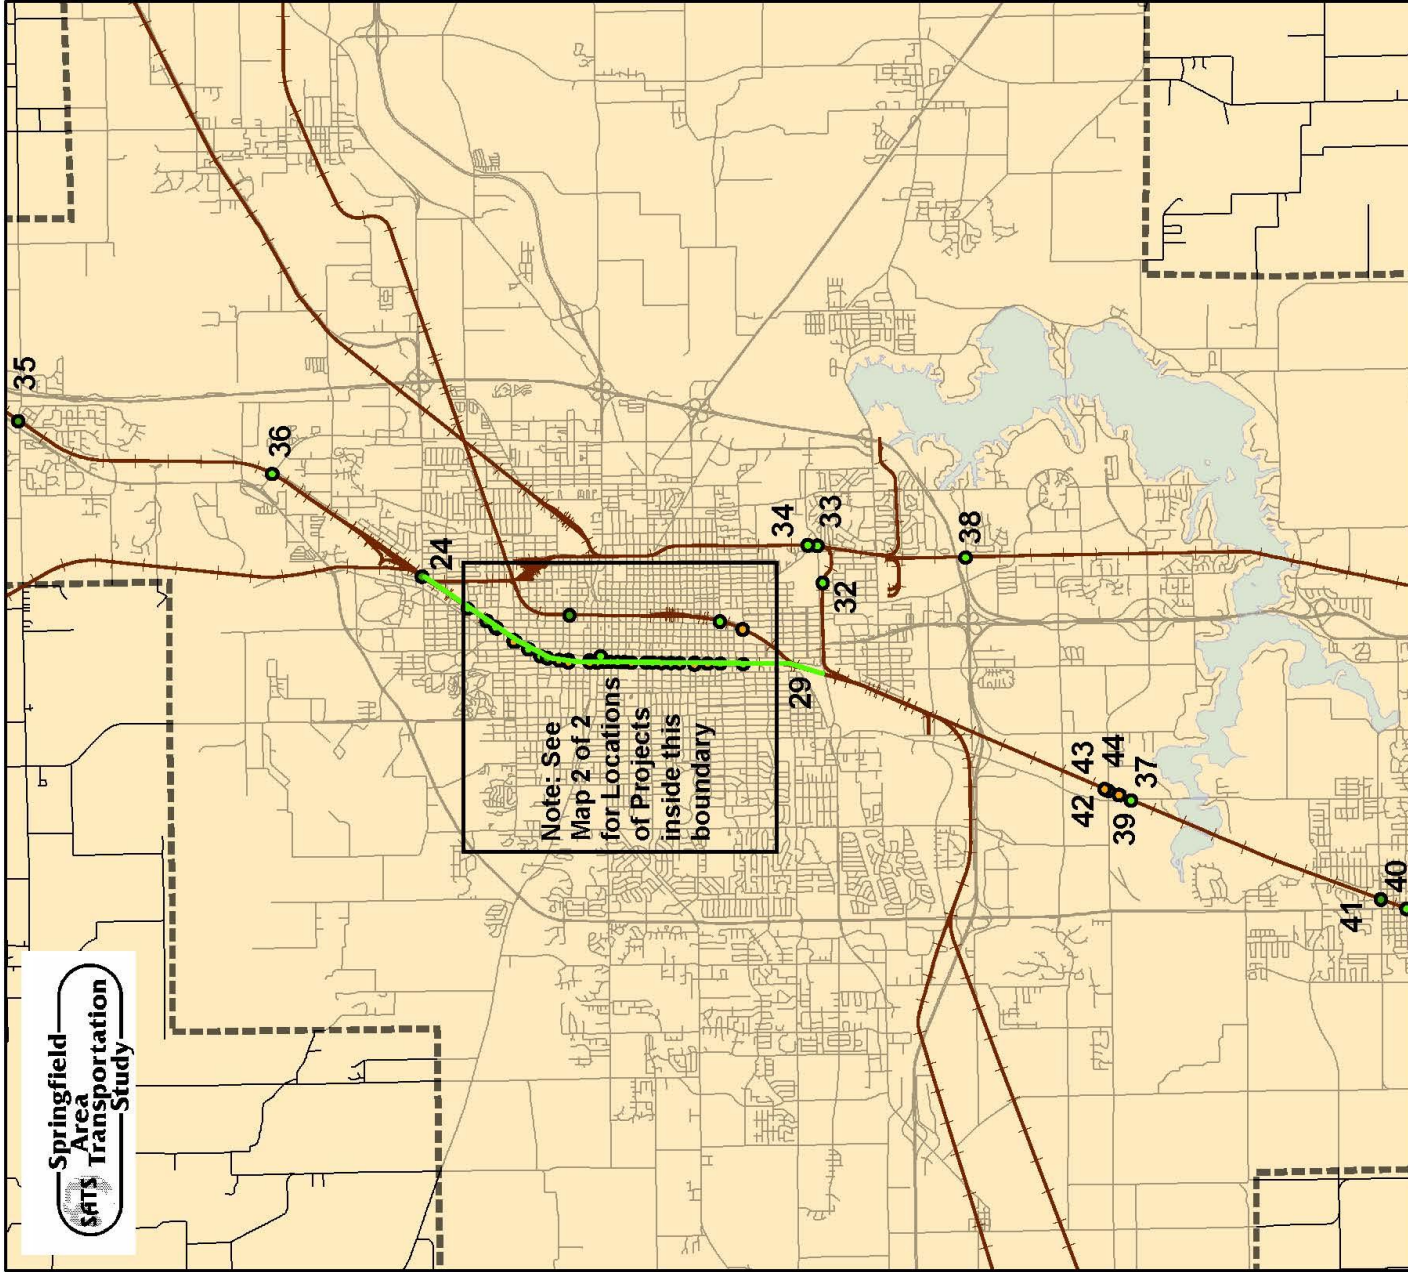 Springfield
Area
Transportation
Study
SATS
35
36
24
34
33
32
38
29
Note: See
Map 2 of 2
for Locations
of Projects
inside this
boundary
42
43
44
39
37
41
40